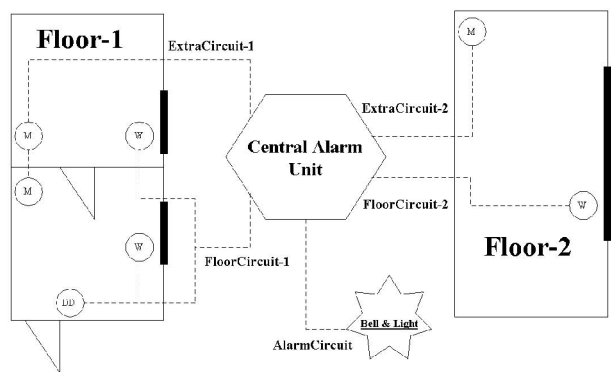 Floor-1
ExtraCircuit-1
M
ExtraCircuit-2
M
W
Central Alarm
Unit
M
W
FloorCircuit-2
W
FloorCircuit-1
Floor-2
DD
Bell & Light
AlarmCircuit